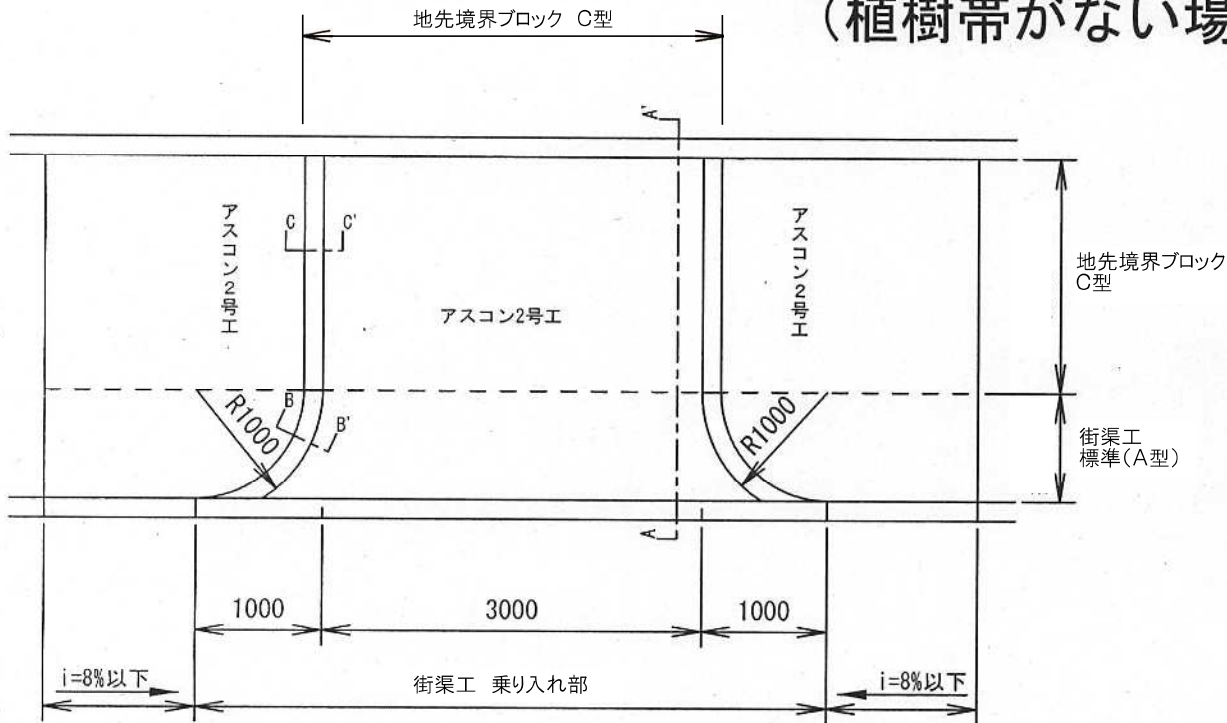 (植樹帯がない場
地先境界ブロック C型
A'
アスコン2号工
C
C'
アスコン2号工
アスコン2号工
地先境界ブロック
C型
B
B'
R1000
R1000
街渠工
標準(A型)
A
1000
3000
1000
i=8%以下
街渠工 乗り入れ部
i=8%以下